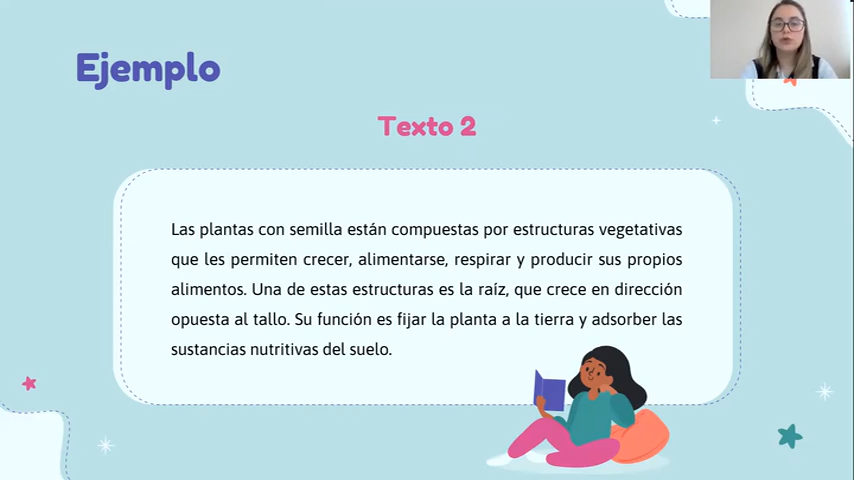 Ejemplo
Texto 2
Las plantas con semilla están compuestas por estructuras vegetativas
que les permiten crecer, alimentarse, respirar y producir sus propios
alimentos. Una de estas estructuras es la raíz, que crece en dirección
opuesta al tallo. Su función es fijar la planta a la tierra y adsorber las
sustancias nutritivas del suelo.